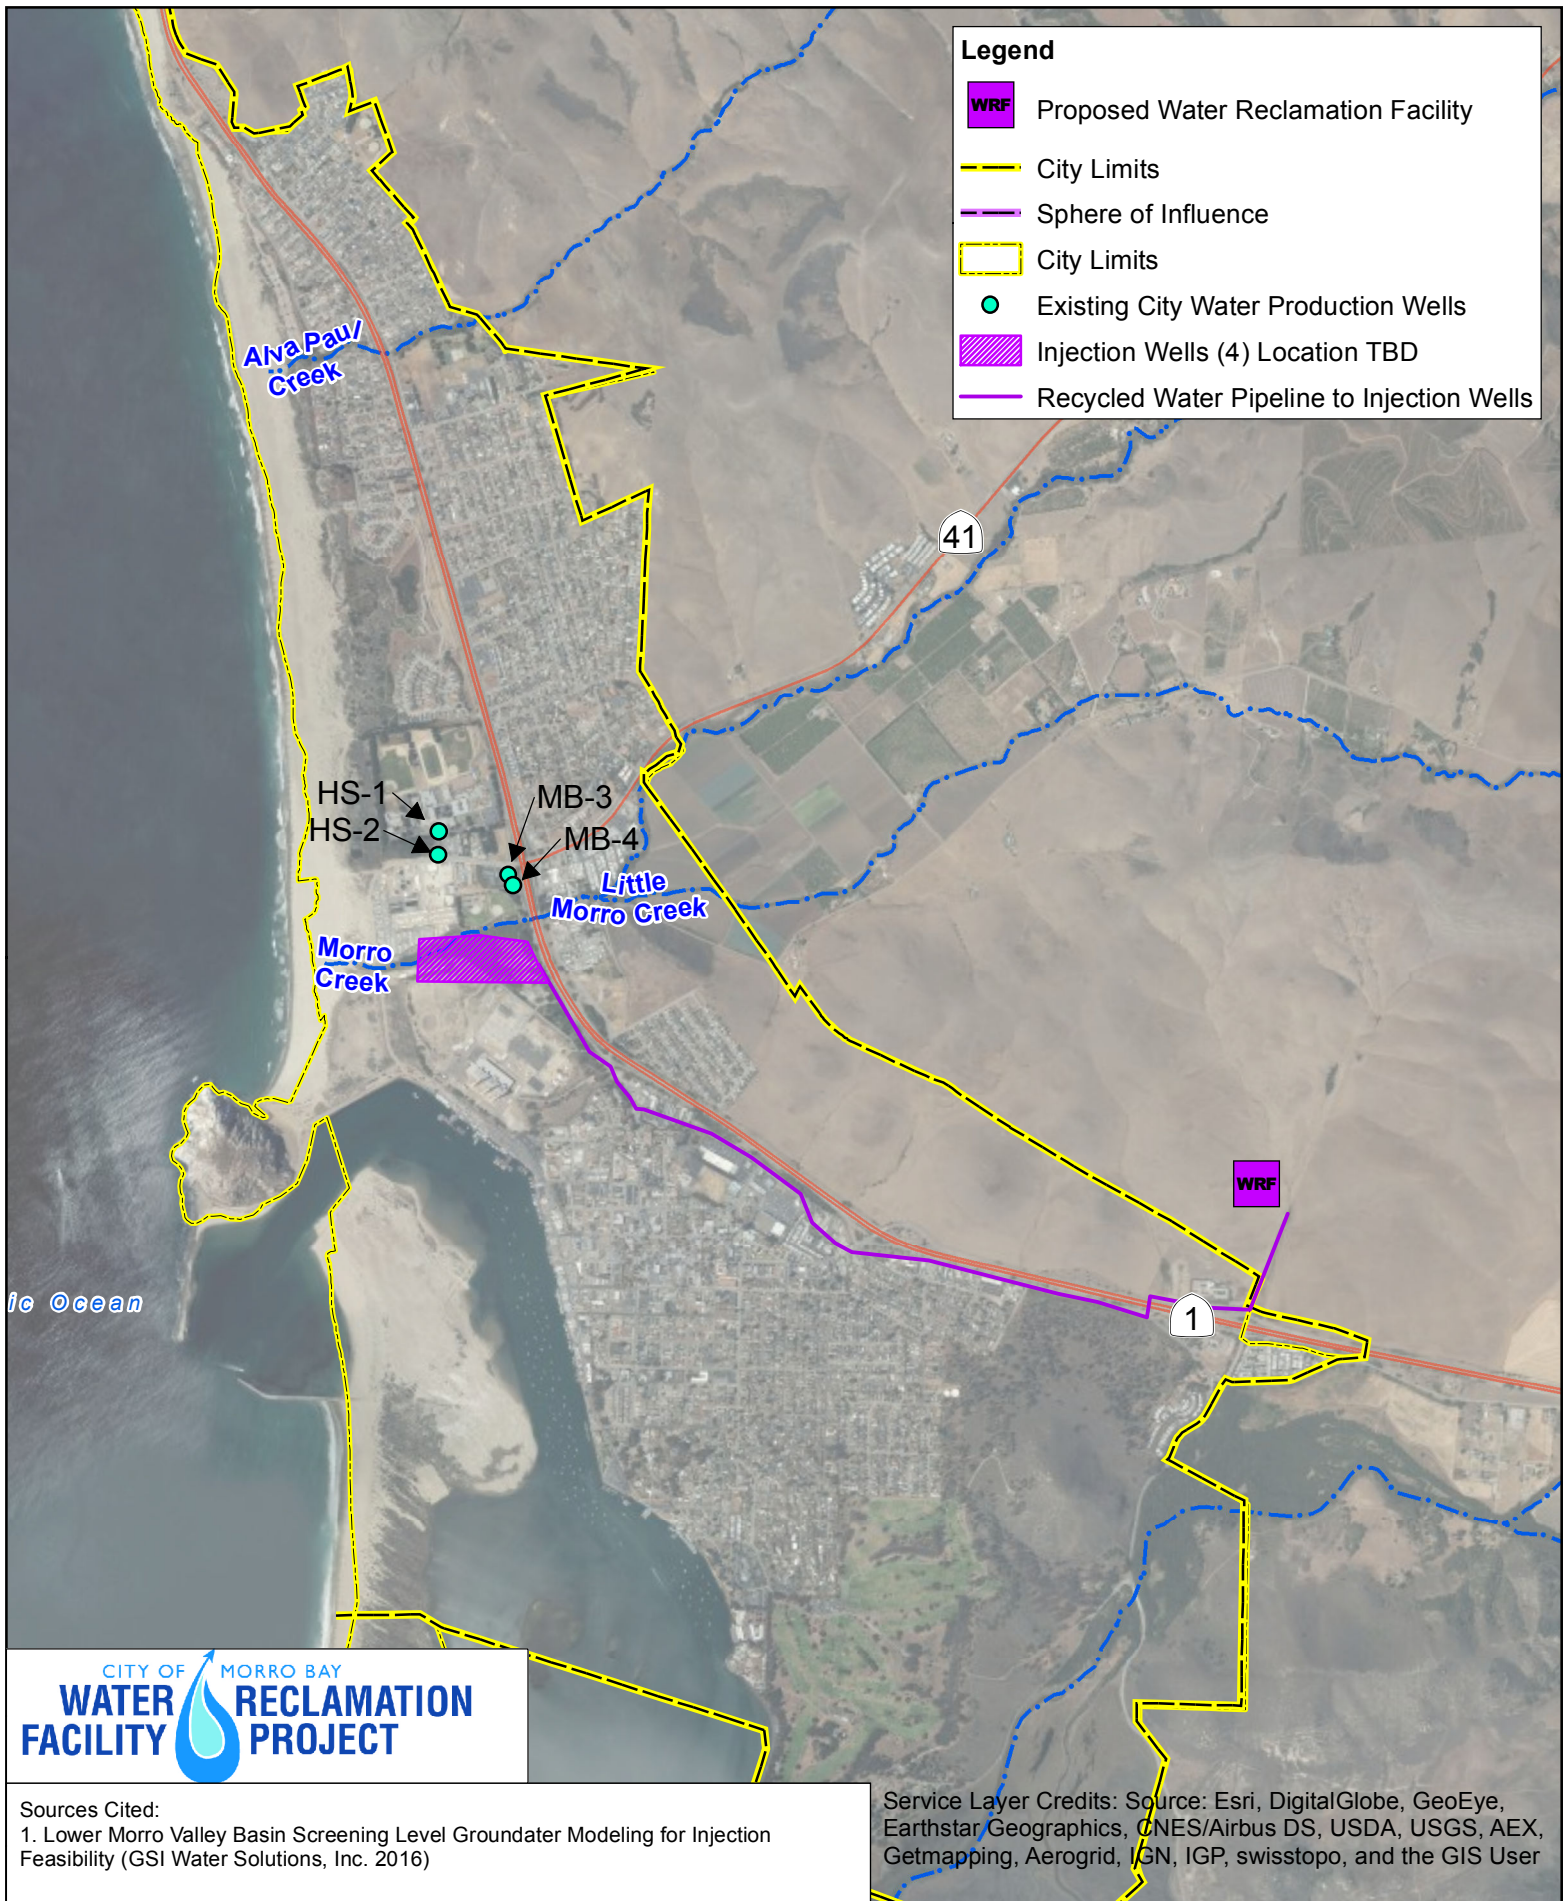 Legend
WRF Proposed Water Reclamation Facility
City Limits
Sphere of Influence
City Limits
Existing City Water Production Wells
Injection Wells (4) Location TBD
Recycled Water Pipeline to Injection Wells
Alva Paul
Creek
41
HS-1
HS-2
MB-3
MB-4
Little
Morro Creek
Morro
Creek
WRF
ic Ocean
1
CITY OF MORRO BAY
WATER RECLAMATION
FACILITY PROJECT
Sources Cited:
1. Lower Morro Valley Basin Screening Level Groundater Modeling for Injection
Feasibility (GSI Water Solutions, Inc. 2016)
Service Layer Credits: Source: Esri, DigitalGlobe, GeoEye,
Earthstar Geographics, CNES/Airbus DS, USDA, USGS, AEX,
Getmapping, Aerogrid, IGN, IGP, swisstopo, and the GIS User